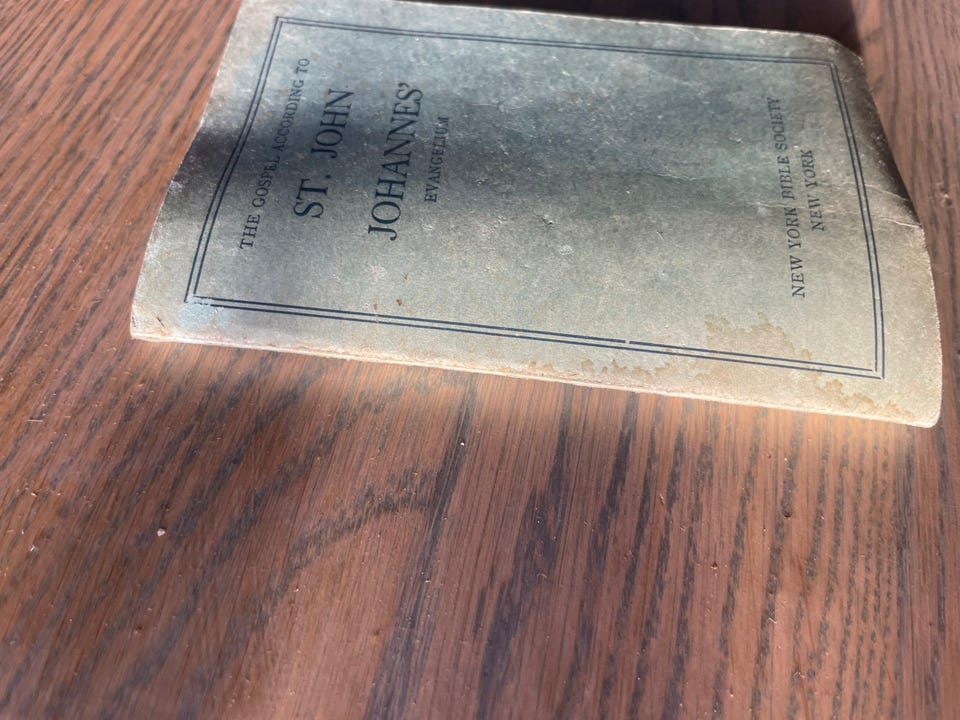 THE GOSPEL ACCORDING TO
ST. JOHN
JOHANNES'
EVANGELIUM
NEW YORK BIBLE SOCIETY
NEW YORK